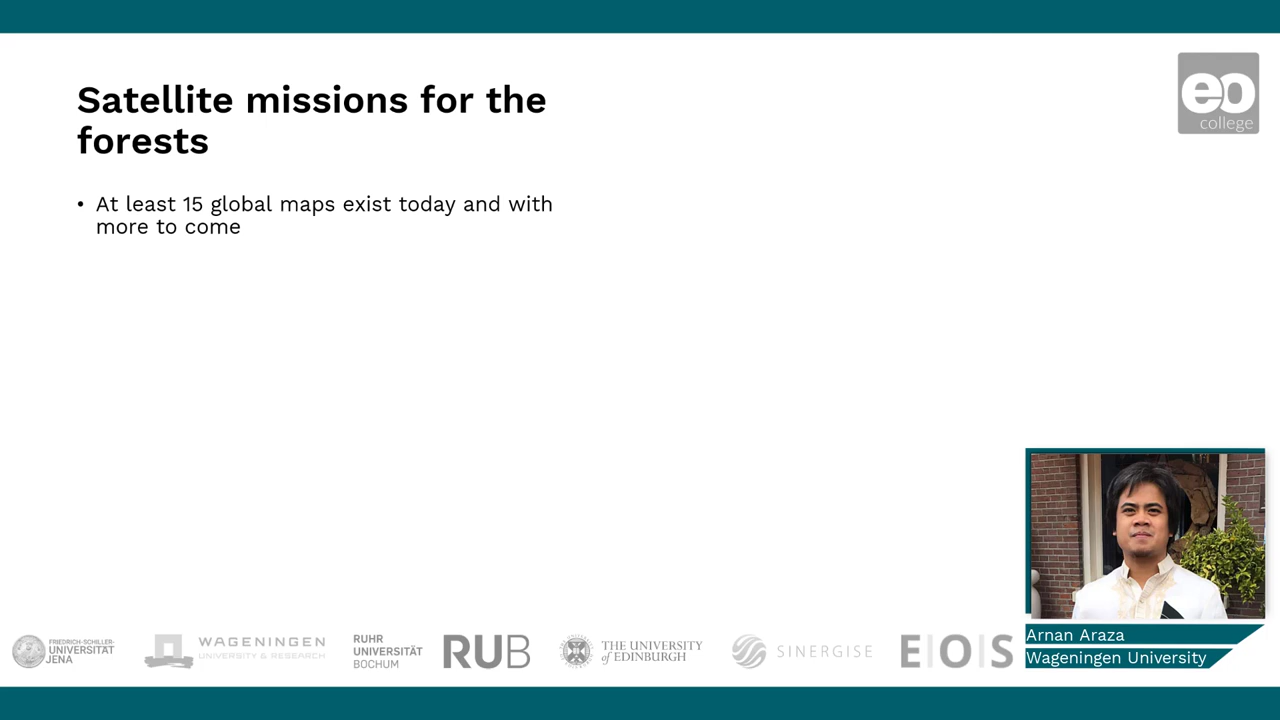 Satellite missions for the
forests
eo
college
• At least 15 global maps exist today and with
more to come
FRIEDRICH-SCHILLER-
UNIVERSITÄT
JENA
WAGENINGEN
UNIVERSITY & RESEARCH
RUHR
UNIVERSITÄT
BOCHUM
RUB
THE UNIVERSITY
of EDINBURGH
SINERGISE
E|O|S
Arnan Araza
Wageningen University